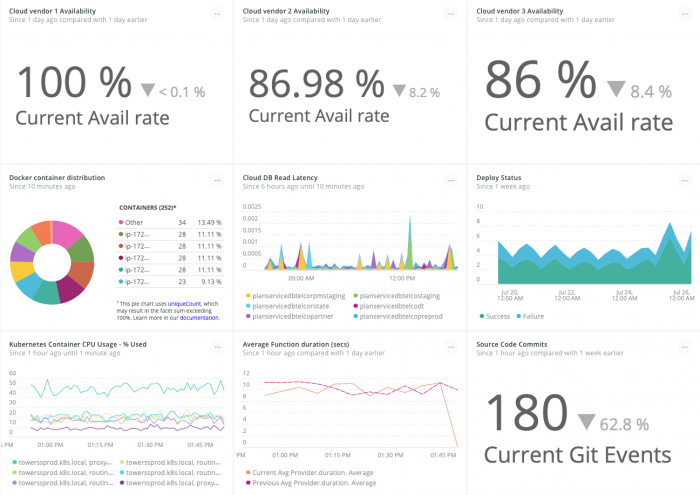 Cloud vendor 1 Availability
Since 1 day ago compared with 1 day earlier
...
100 % ▼ < 0.1 %
Current Avail rate
Cloud vendor 2 Availability
Since 1 day ago compared with 1 day earlier
...
86.98 % ▼ 8.2 %
Current Avail rate
Cloud vendor 3 Availability
Since 1 day ago compared with 1 day earlier
...
86 % ▼ 8.4 %
Current Avail rate
Docker container distribution
Since 10 minutes ago
...
CONTAINERS (252)*
Other 34 13.49 %
ip-172... 28 11.11 %
ip-172... 28 11.11 %
ip-172... 28 11.11 %
ip-172... 28 11.11 %
ip-172... 23 9.13 %
* This pie chart uses uniqueCount, which
may result in the facet sum exceeding
100%. Learn more in our documentation.
Cloud DB Read Latency
Since 6 hours ago until 10 minutes ago
...
0.0025
0.002
0.0015
0.001
0.0005
0
09:00 AM 12:00 PM
planservicedbtelcorpmstaging planservicedbtelcostaging
planservicedbtelcorotate planservicedbtelcodt
planservicedbtelcopartner planservicedbtelcoprod
Deploy Status
Since 1 week ago
...
10
8
6
4
2
0
Jul 20, Jul 22, Jul 24, Jul 26,
12:00 AM 12:00 AM 12:00 AM 12:00 AM
Success Failure
Kubernetes Container CPU Usage - % Used
Since 1 hour ago until 1 minute ago
...
60
50
40
30
20
10
0
PM 01:00 PM 01:15 PM 01:30 PM 01:45 PM
towerssprod.k8s.local, proxy... towerssprod.k8s.local, routin...
towerssprod.k8s.local, routin... towerssprod.k8s.local, routin...
towerssprod.k8s.local, routin... towerssprod.k8s.local, routin...
Average Function duration (secs)
Since 1 hour ago compared with 1 day earlier
...
12
10
8
6
4
2
0
PM 01:00 PM 01:15 PM 01:30 PM 01:45 PM
Current Avg Provider.duration. Average
Previous Avg Provider.duration. Average
Source Code Commits
Since 1 hour ago compared with 1 week earlier
...
180 ▼ 62.8 %
Current Git Events